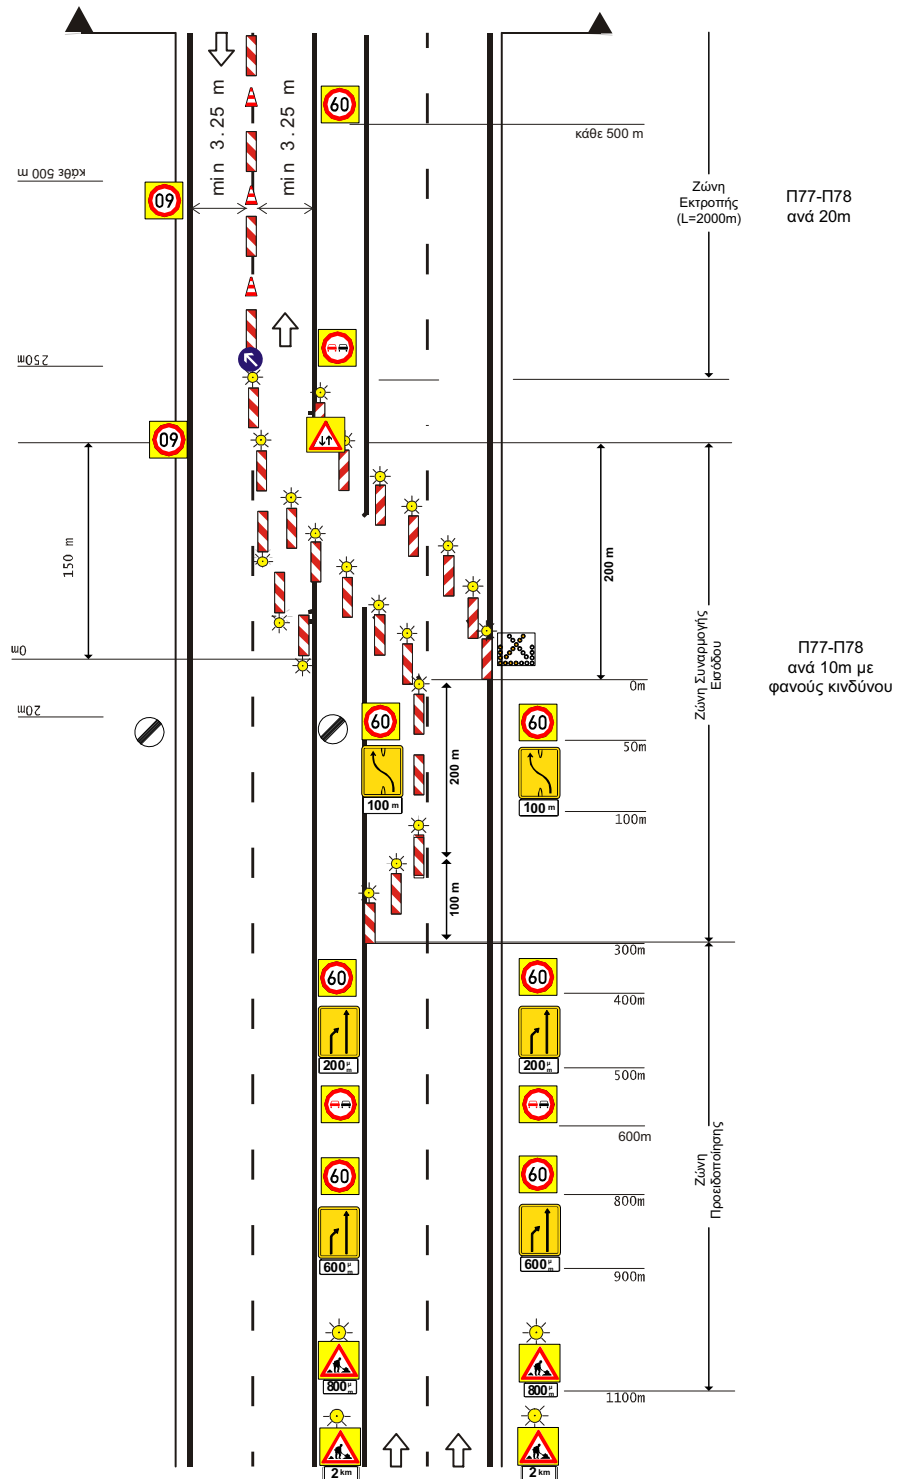 60
κάθε 500 m
min 3.25 m
min 3.25 m
κάθε 500 m
60
Ζώνη
Εκτροπής
(L=2000m)
Π77-Π78
ανά 20m
250m
60
150 m
200 m
0m
0m
20m
Ζώνη Συναρμογής
Εισόδου
Π77-Π78
ανά 10m με
φανούς κινδύνου
60
60
50m
100 m
100 m
100m
200 m
100 m
300m
60
60
400m
200 μ m
200 μ m
500m
600m
60
60
800m
600 μ m
600 μ m
900m
Ζώνη
Προειδοποίησης
800 μ m
800 μ m
1100m
2 km
2 km